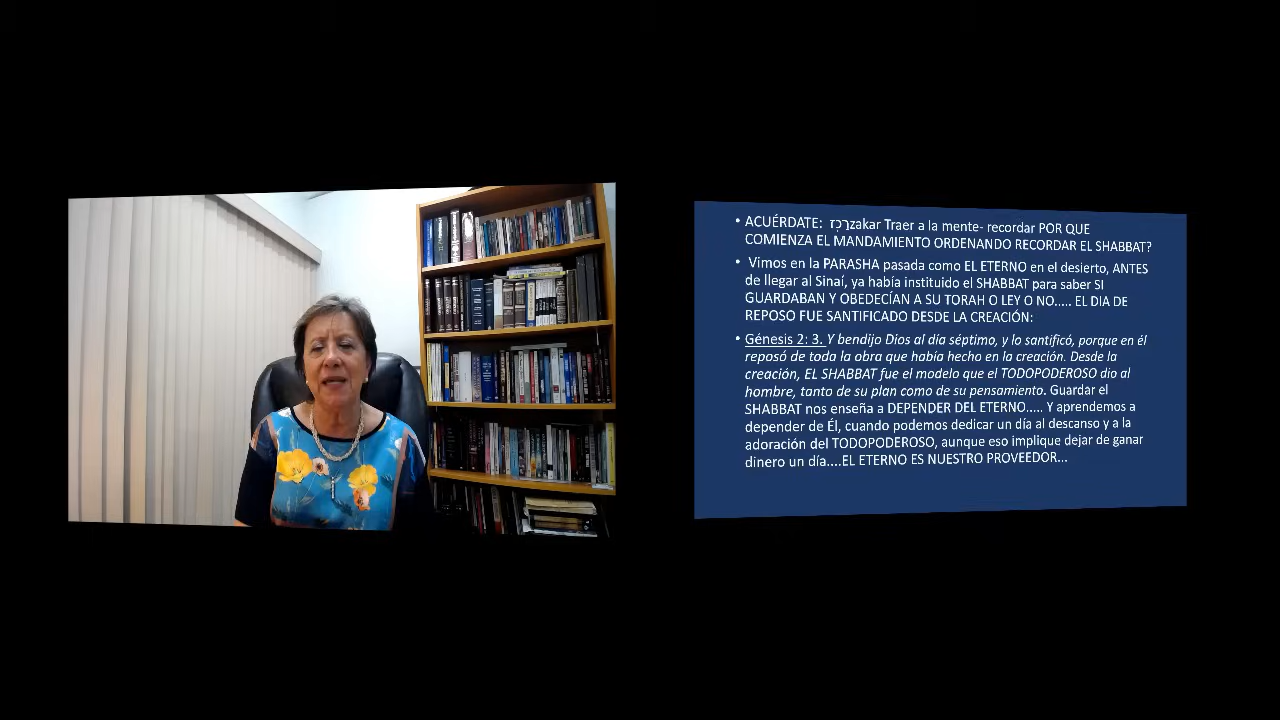 • ACUÉRDATE: זָכַרzakar Traer a la mente- recordar POR QUE
COMIENZA EL MANDAMIENTO ORDENANDO RECORDAR EL SHABBAT?
• Vimos en la PARASHA pasada como EL ETERNO en el desierto, ANTES
de llegar al Sinaí, ya había instituido el SHABBAT para saber SI
GUARDABAN Y OBEDECÍAN A SU TORAH O LEY O NO..... EL DIA DE
REPOSO FUE SANTIFICADO DESDE LA CREACIÓN:
• Génesis 2: 3. Y bendijo Dios al día séptimo, y lo santificó, porque en él
reposó de toda la obra que había hecho en la creación. Desde la
creación, EL SHABBAT fue el modelo que el TODOPODEROSO dio al
hombre, tanto de su plan como de su pensamiento. Guardar el
SHABBAT nos enseña a DEPENDER DEL ETERNO..... Y aprendemos a
depender de Él, cuando podemos dedicar un día al descanso y a la
adoración del TODOPODEROSO, aunque eso implique dejar de ganar
dinero un día....EL ETERNO ES NUESTRO PROVEEDOR...